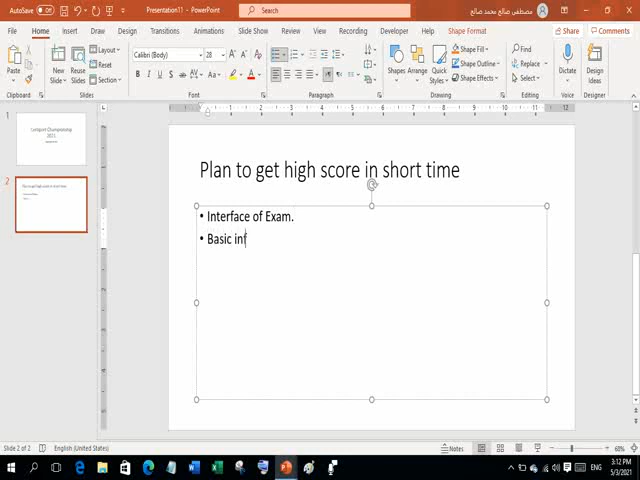 AutoSave Off Presentation11 - PowerPoint Search مصطفى صالح محمد صالح
File Home Insert Draw Design Transitions Animations Slide Show Review View Developer Help Shape Format Share Comments
Paste New Slide Reuse Slides Layout Reset Section Calibri (Body) 28 Shapes Arrange Quick Styles Shape Fill Shape Outline Shape Effects Find Replace Select Dictate Design Ideas
Clipboard Slides Font Paragraph Drawing Editing Voice Designer
1
2
Plan to get high score in short time
• Interface of Exam.
• Basic inf
Slide 2 of 2 English (United States) Notes 68%
ENG 3:12 PM
5/3/2021